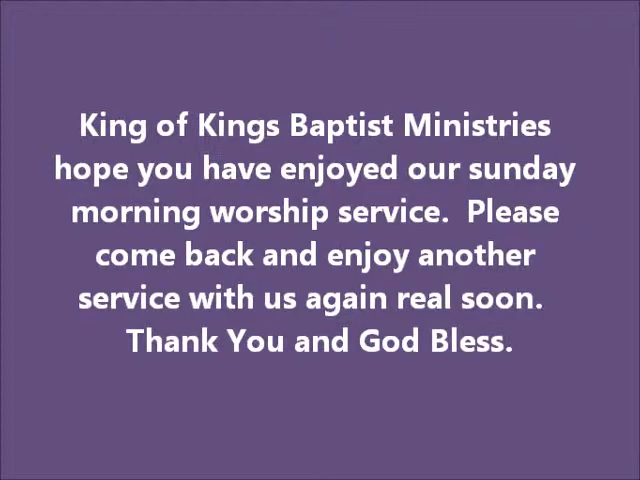 King of Kings Baptist Ministries
hope you have enjoyed our sunday
morning worship service.  Please
come back and enjoy another
service with us again real soon.
Thank You and God Bless.